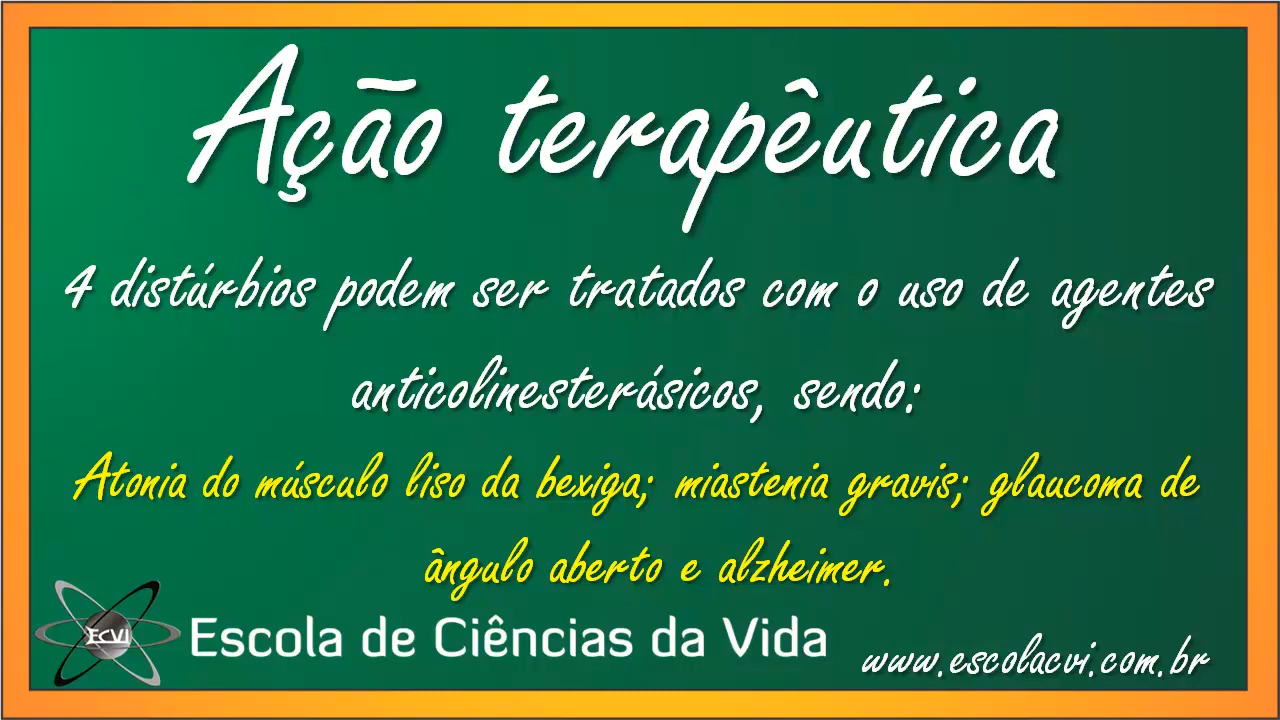 Ação terapêutica
4 distúrbios podem ser tratados com o uso de agentes
anticolinesterásicos, sendo:
Atonia do músculo liso da bexiga; miastenia gravis; glaucoma de
ângulo aberto e alzheimer.
ECVI
Escola de Ciências da Vida
www.escolacvi.com.br